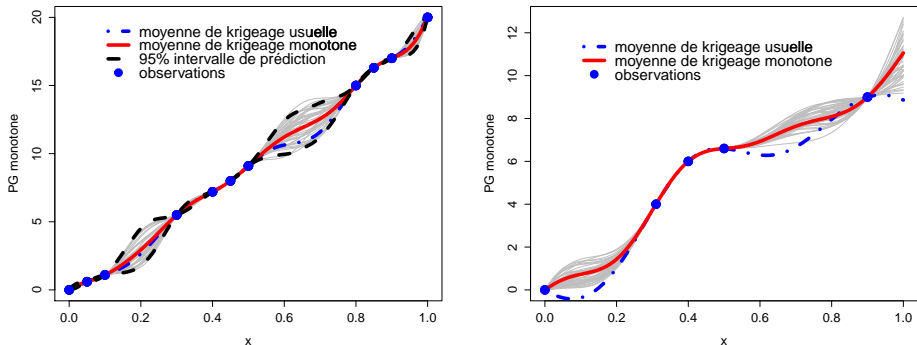 moyenne de krigeage usuelle
moyenne de krigeage monotone
95% intervalle de prédiction
observations
PG monotone
20
15
10
5
0
0.0 0.2 0.4 0.6 0.8 1.0
x
moyenne de krigeage usuelle
moyenne de krigeage monotone
observations
PG monotone
12
10
8
6
4
2
0
0.0 0.2 0.4 0.6 0.8 1.0
x